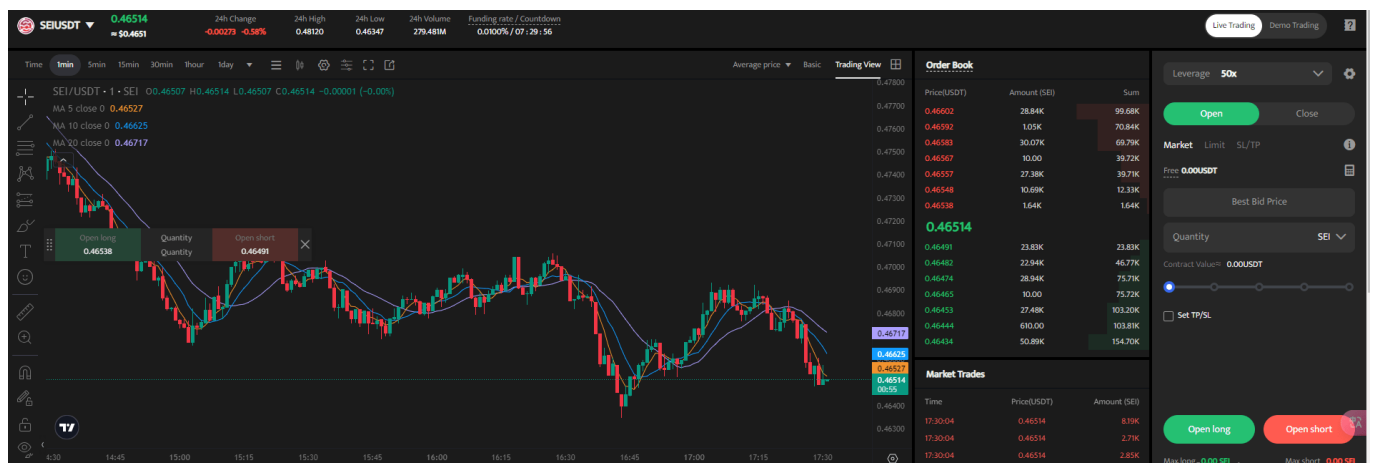 SEIUSDT
0.46514
≈ $0.4651
24h Change
-0.00273 -0.58%
24h High
0.48120
24h Low
0.46347
24h Volume
279.481M
Funding rate / Countdown
0.0100% / 07 : 29 : 56
Live Trading
Demo Trading
Time 1min 5min 15min 30min 1hour 1day
Average price Basic Trading View
SEI/USDT · 1 · SEI O0.46507 H0.46514 L0.46507 C0.46514 -0.00001 (-0.00%)
MA 5 close 0 0.46527
MA 10 close 0 0.46625
MA 20 close 0 0.46717
Open long
0.46538
Quantity
Quantity
Open short
0.46491
0.47800
0.47700
0.47600
0.47500
0.47400
0.47300
0.47200
0.47100
0.47000
0.46900
0.46800
0.46717
0.46625
0.46527
0.46514
00:55
0.46400
0.46300
4:30 14:45 15:00 15:15 15:30 15:45 16:00 16:15 16:30 16:45 17:00 17:15 17:30
Order Book
Price(USDT) Amount (SEI) Sum
0.46602 28.84K 99.68K
0.46592 1.05K 70.84K
0.46583 30.07K 69.79K
0.46567 10.00 39.72K
0.46557 27.38K 39.71K
0.46548 10.69K 12.33K
0.46538 1.64K 1.64K
0.46514
0.46491 23.83K 23.83K
0.46482 22.94K 46.77K
0.46474 28.94K 75.71K
0.46465 10.00 75.72K
0.46453 27.48K 103.20K
0.46444 610.00 103.81K
0.46434 50.89K 154.70K
Market Trades
Time Price(USDT) Amount (SEI)
17:30:04 0.46514 8.19K
17:30:04 0.46514 2.71K
17:30:04 0.46514 2.85K
Leverage 50x
Open Close
Market Limit SL/TP
Free 0.00USDT
Best Bid Price
Quantity SEI
Contract Value≈ 0.00USDT
Set TP/SL
Open long Open short
Max long 0.00 SEI Max short 0.00 SEI